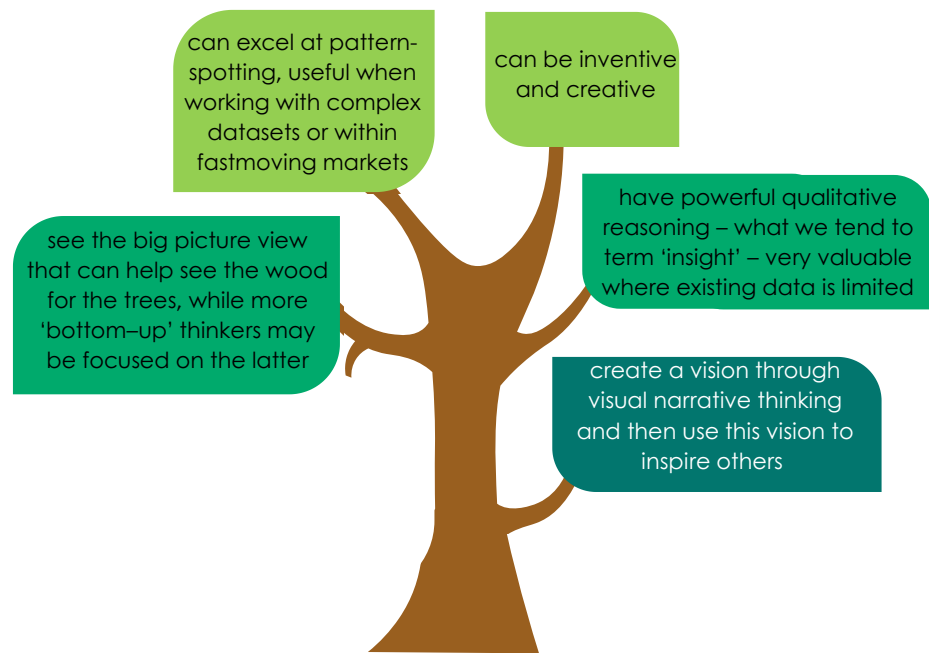 can excel at pattern-
spotting, useful when
working with complex
datasets or within
fastmoving markets
can be inventive
and creative
see the big picture view
that can help see the wood
for the trees, while more
‘bottom–up’ thinkers may
be focused on the latter
have powerful qualitative
reasoning – what we tend to
term ‘insight’ – very valuable
where existing data is limited
create a vision through
visual narrative thinking
and then use this vision to
inspire others